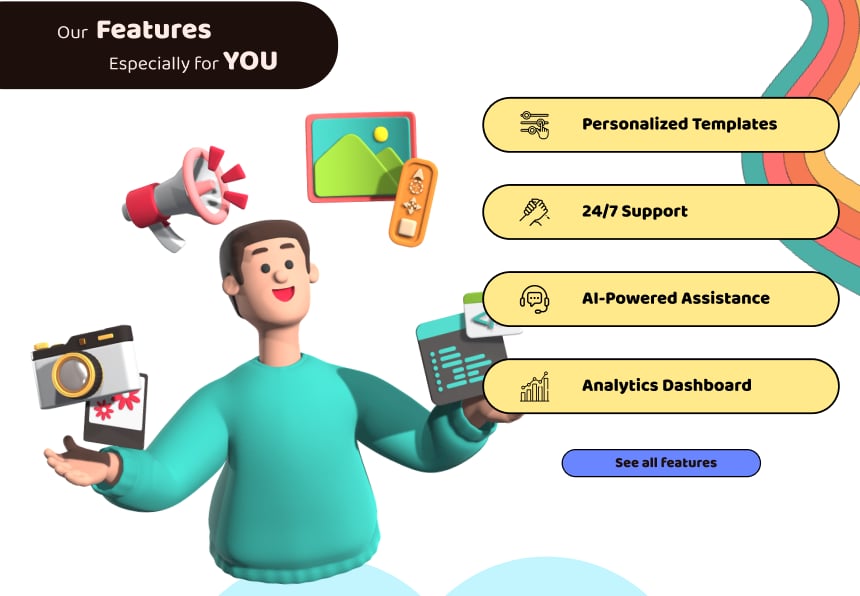 Our Features
Especially for YOU
Personalized Templates
24/7 Support
AI-Powered Assistance
Analytics Dashboard
See all features